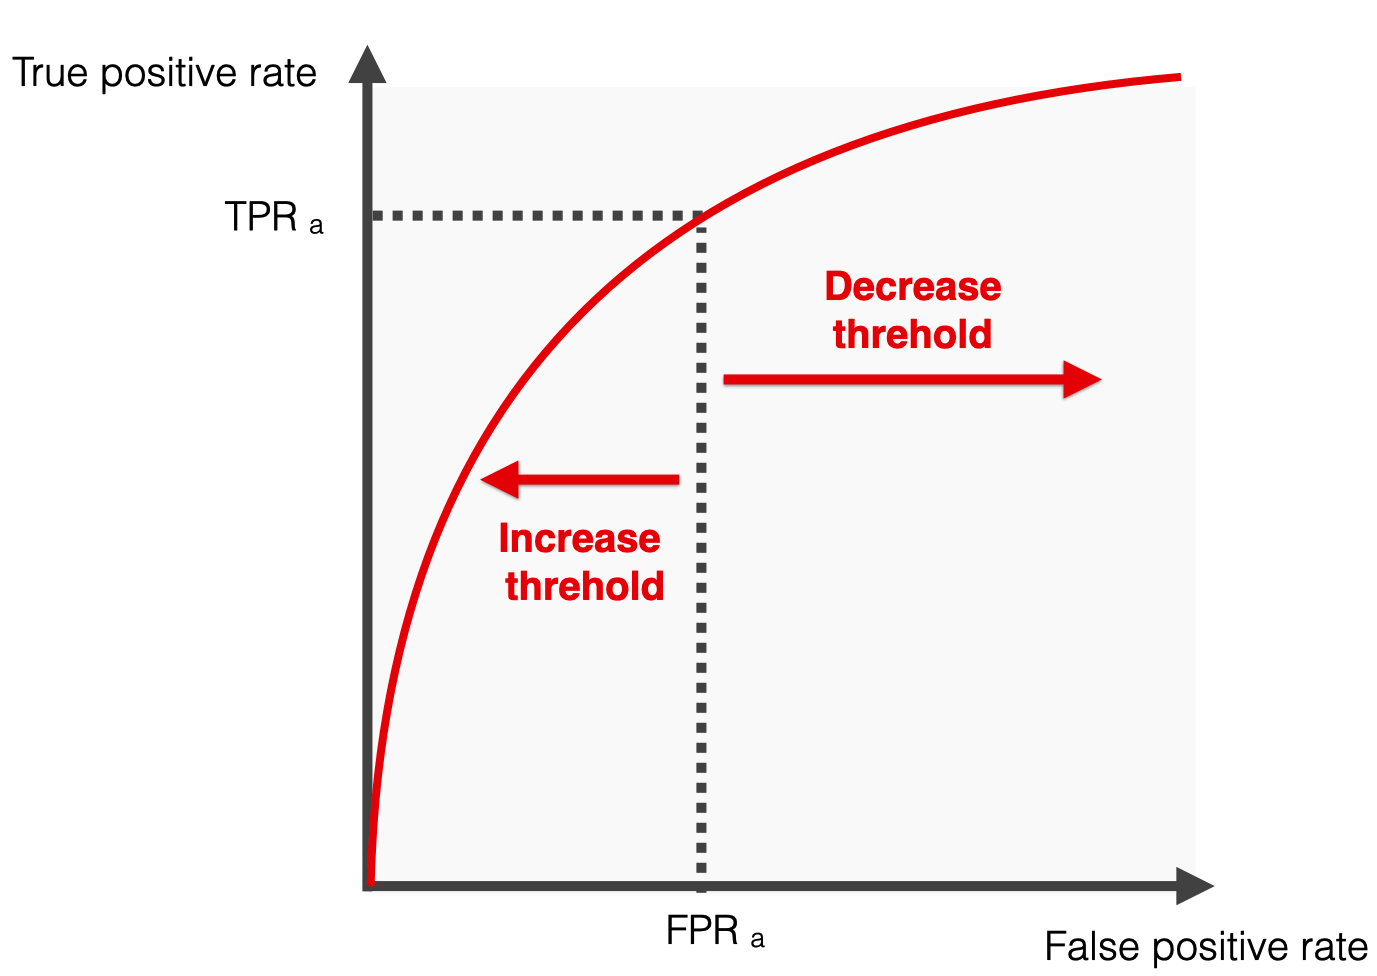 True positive rate
TPR a
Decrease
threhold
Increase
threhold
FPR a
False positive rate